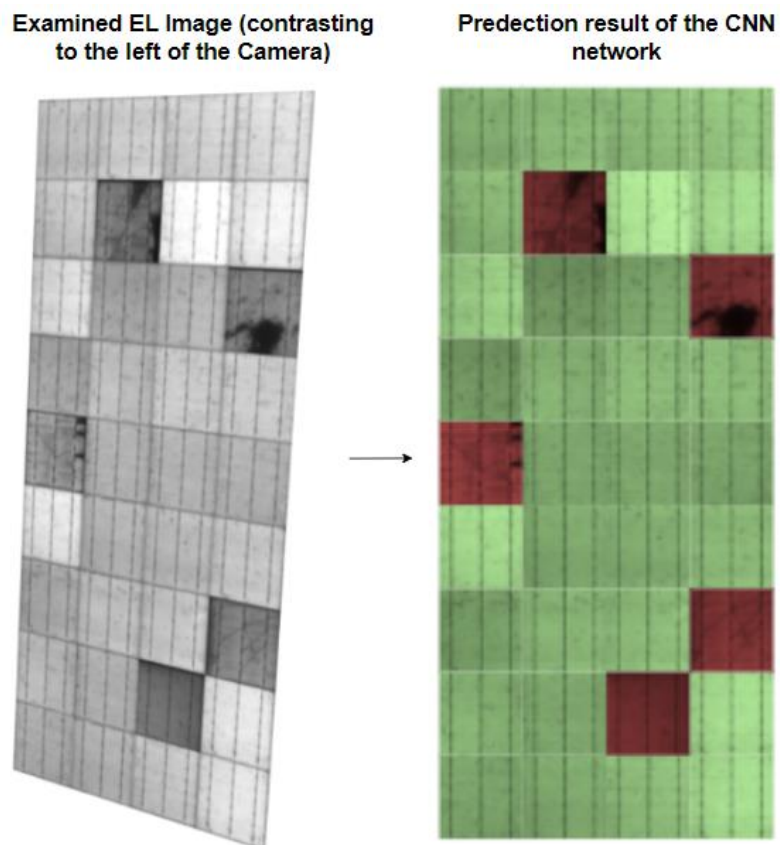 Examined EL Image (contrasting
to the left of the Camera)
Predection result of the CNN
network